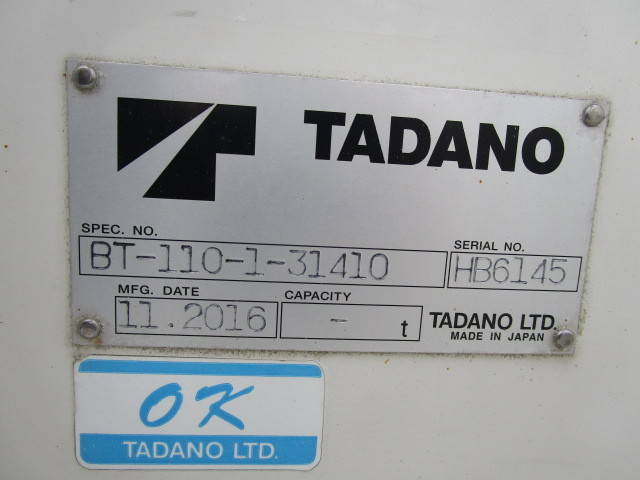 TADANO
SPEC. NO.
BT-110-1-31410
SERIAL NO.
HB6145
MFG. DATE
11.2016
CAPACITY
- t
TADANO LTD.
MADE IN JAPAN
OK
TADANO LTD.